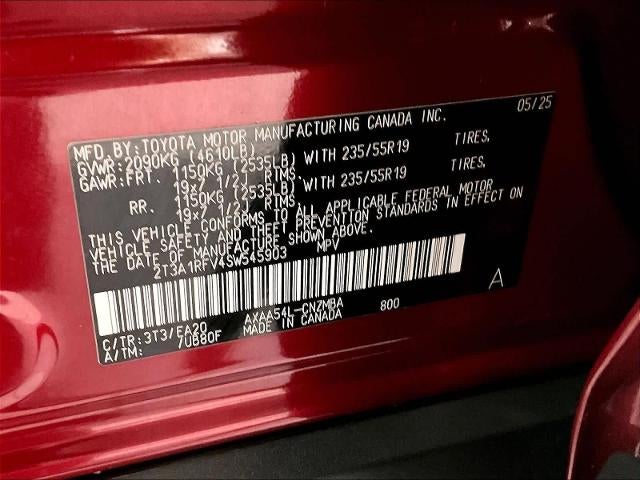 05/25
MFD. BY: TOYOTA MOTOR MANUFACTURING CANADA INC.
GVWR: 2090KG (4610LB)
GAWR: FRT. 1150KG (2535LB) WITH 235/55R19 TIRES,
19x7 1/2J RIMS.
RR. 1150KG (2535LB) WITH 235/55R19 TIRES,
19x7 1/2J RIMS.
THIS VEHICLE CONFORMS TO ALL APPLICABLE FEDERAL MOTOR
VEHICLE SAFETY AND THEFT PREVENTION STANDARDS IN EFFECT ON
THE DATE OF MANUFACTURE SHOWN ABOVE.
2T3A1RFV4SW545903 MPV
A
C/TR: 3T3/EA20 AXAA54L-CNZMBA 800
A/TM: /U680F MADE IN CANADA